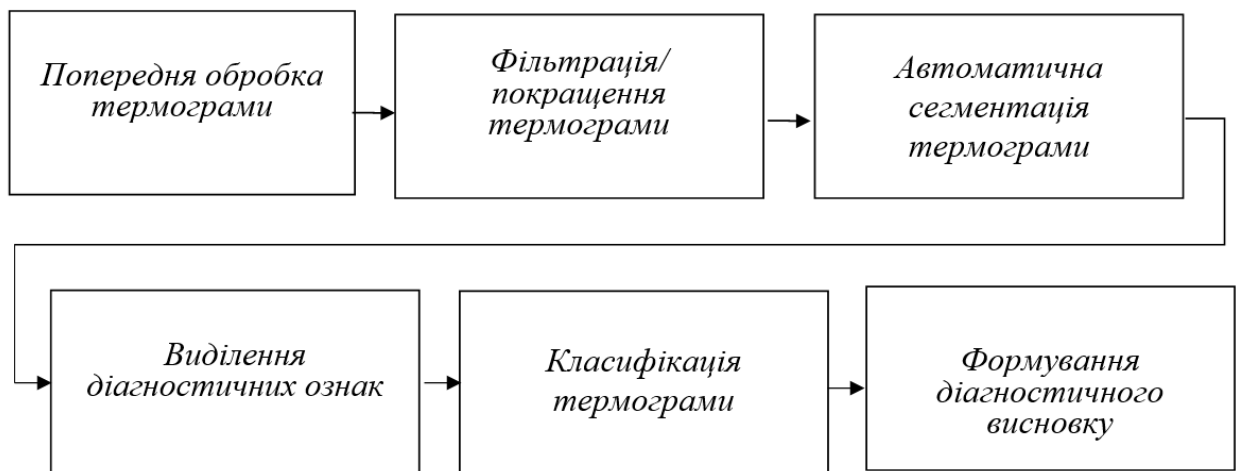 Попередня обробка
термограми
Фільтрація/
покращення
термограми
Автоматична
сегментація
термограми
Виділення
діагностичних ознак
Класифікація
термограми
Формування
діагностичного
висновку